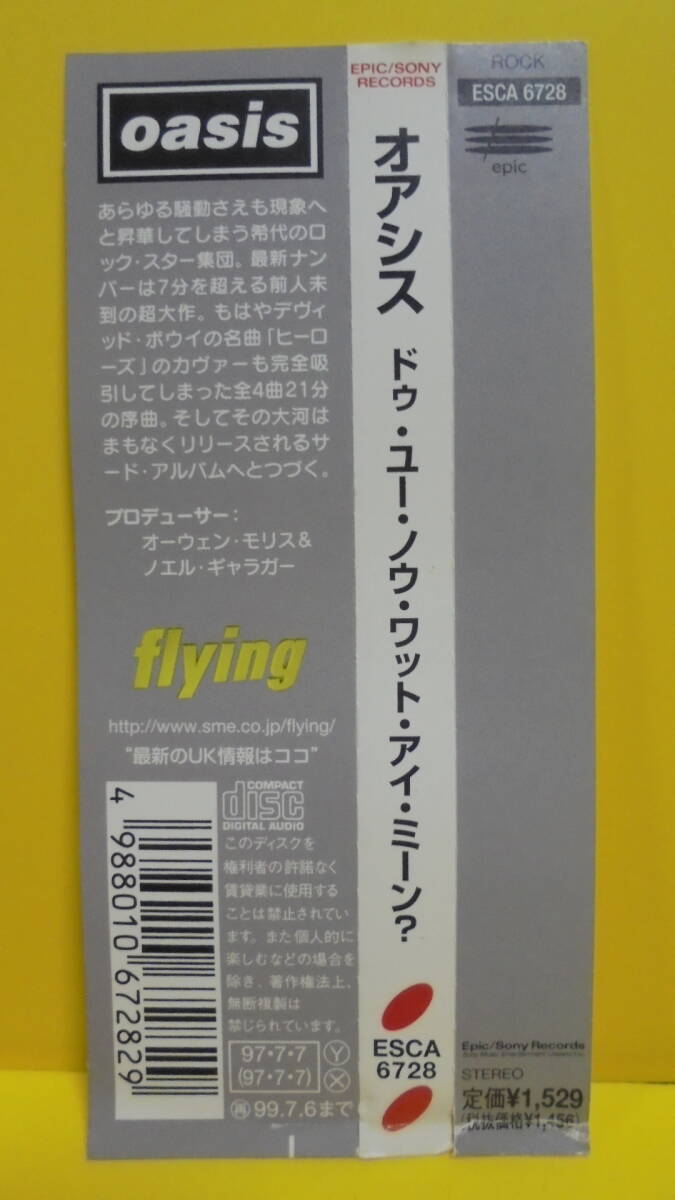 oasis
あらゆる騒動さえも現象へ
と昇華してしまう希代のロ
ック・スター集団。最新ナン
バーは7分を超える前人未
到の超大作。もはやデヴィ
ッド・ボウイの名曲「ヒーロ
ーズ」のカヴァーも完全吸
引してしまった全4曲21分
の序曲。そしてその大河は
まもなくリリースされるサ
ード・アルバムへとつづく。
プロデューサー:
オーウェン・モリス&
ノエル・ギャラガー
flying
http://www.sme.co.jp/flying/
"最新のUK情報はココ"
4 988010 672829
COMPACT
disc
DIGITAL AUDIO
このディスクを
権利者の許諾なく
賃貸業に使用する
ことは禁止されてい
ます。また個人的に
楽しむなどの場合を
除き、著作権法上、
無断複製は
禁じられています。
97・7・7 Y
(97・7・7) X
再 99.7.6まで
EPIC/SONY
RECORDS
オアシス ドゥ・ユー・ノウ・ワット・アイ・ミーン?
ESCA
6728
ROCK
ESCA 6728
epic
Epic/Sony Records
Sony Music Entertainment (Japan) Inc.
STEREO
定価¥1,529
(税抜価格¥1,456)